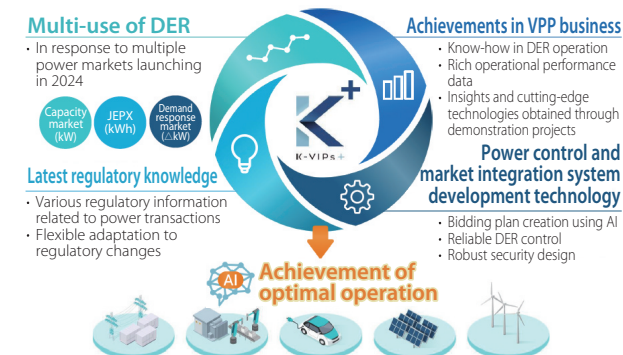 Multi-use of DER
・In response to multiple
power markets launching
in 2024
Capacity
market
(kW)
JEPX
(kWh)
Demand
response
market
(△kW)
Latest regulatory knowledge
・Various regulatory information
related to power transactions
・Flexible adaptation to
regulatory changes
K+
K-VIPs+
Achievements in VPP business
・Know-how in DER operation
・Rich operational performance
data
・Insights and cutting-edge
technologies obtained through
demonstration projects
Power control and
market integration system
development technology
・Bidding plan creation using AI
・Reliable DER control
・Robust security design
AI
Achievement of
optimal operation